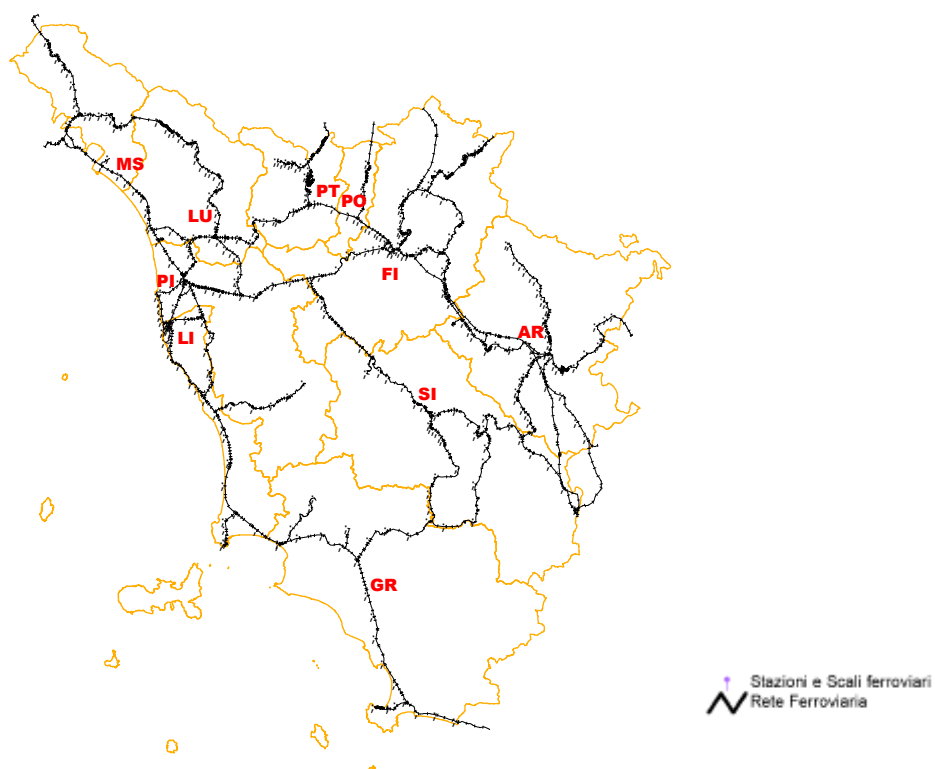 MS
PT
PO
LU
FI
PI
AR
LI
SI
GR
Stazioni e Scali ferroviari
Rete Ferroviaria